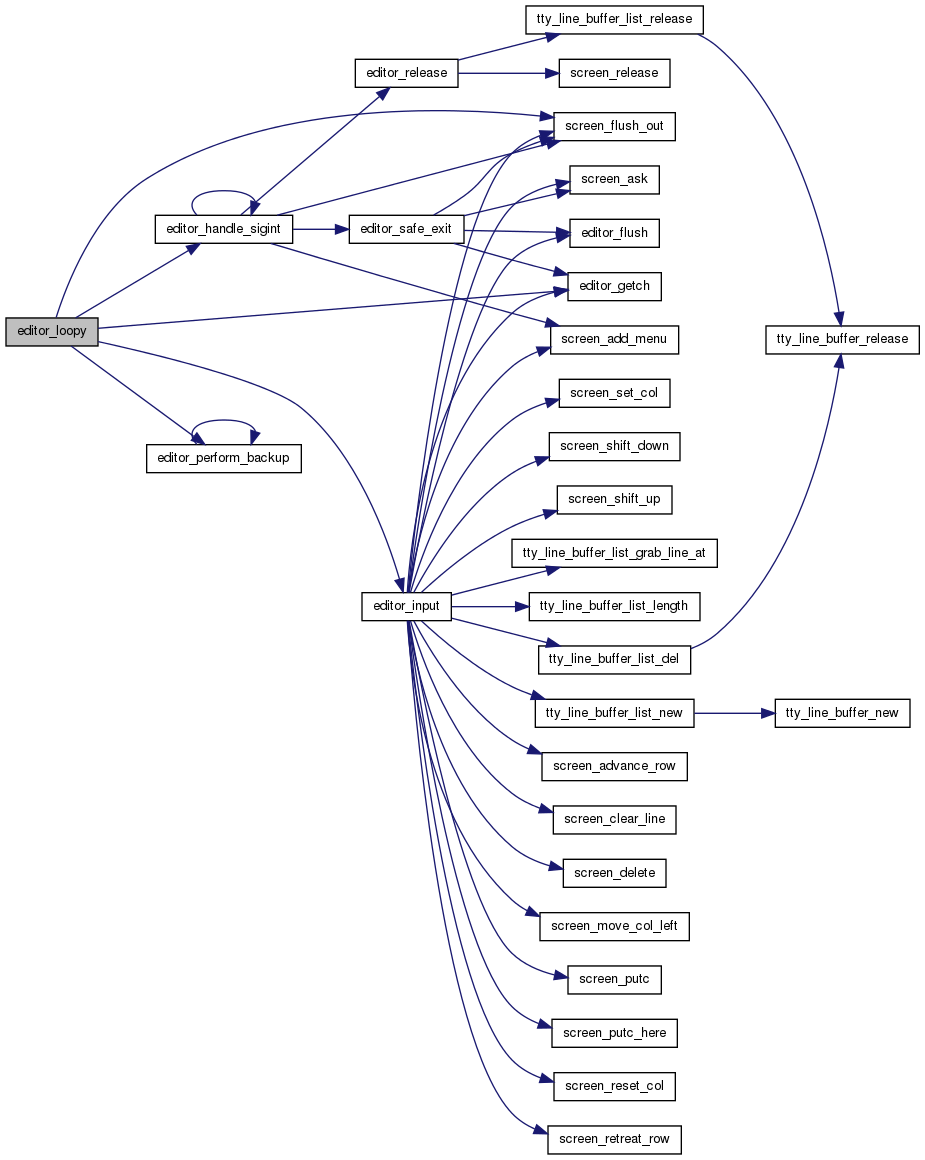 tty_line_buffer_list_release
editor_release
screen_release
screen_flush_out
screen_ask
editor_handle_sigint
editor_safe_exit
editor_flush
editor_getch
editor_loopy
screen_add_menu
tty_line_buffer_release
screen_set_col
screen_shift_down
editor_perform_backup
screen_shift_up
tty_line_buffer_list_grab_line_at
editor_input
tty_line_buffer_list_length
tty_line_buffer_list_del
tty_line_buffer_list_new
tty_line_buffer_new
screen_advance_row
screen_clear_line
screen_delete
screen_move_col_left
screen_putc
screen_putc_here
screen_reset_col
screen_retreat_row